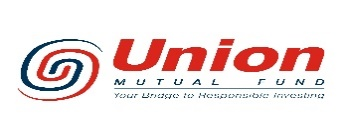 Union
MUTUAL FUND
Your Bridge to Responsible Investing